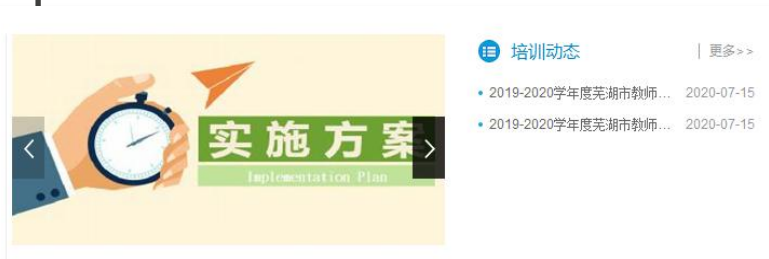 实施方案
Implementation Plan
培训动态
| 更多>>
• 2019-2020学年度芜湖市教师... 2020-07-15
• 2019-2020学年度芜湖市教师... 2020-07-15